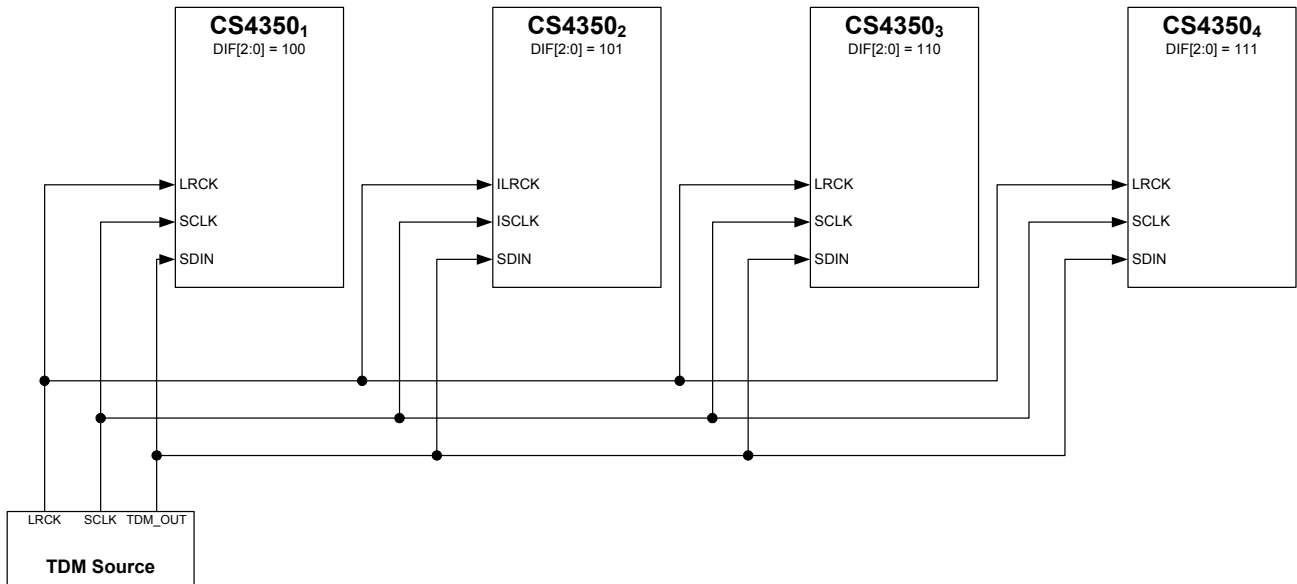 CS4350₁
DIF[2:0] = 100
LRCK
SCLK
SDIN
CS4350₂
DIF[2:0] = 101
ILRCK
ISCLK
SDIN
CS4350₃
DIF[2:0] = 110
LRCK
SCLK
SDIN
CS4350₄
DIF[2:0] = 111
LRCK
SCLK
SDIN
LRCK SCLK TDM_OUT
TDM Source